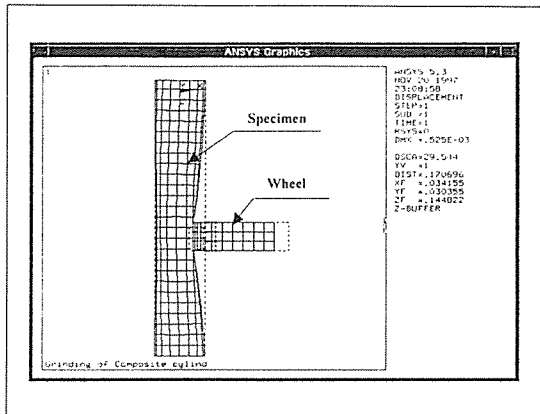 ANSYS Graphics
1
Specimen
Wheel
ANSYS 5.3
NOV 20 1997
23:08:58
DISPLACEMENT
STEP=1
SUB =1
TIME=1
RSYS=0
DMX =.525E-03
DSCA=29.544
YV =1
DIST=.170696
XF =.034155
YF =.030355
ZF =.144822
Z-BUFFER
Grinding of Composite cylind